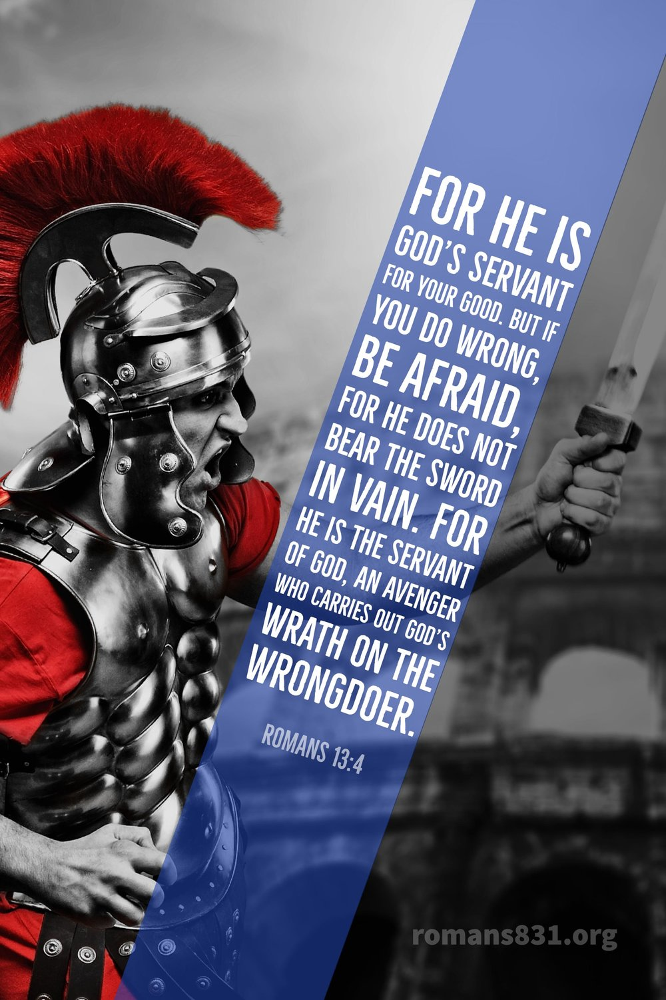 FOR HE IS
GOD'S SERVANT
FOR YOUR GOOD. BUT IF
YOU DO WRONG,
BE AFRAID,
FOR HE DOES NOT
BEAR THE SWORD
IN VAIN. FOR
HE IS THE SERVANT
OF GOD, AN AVENGER
WHO CARRIES OUT GOD'S
WRATH ON THE
WRONGDOER.
ROMANS 13:4
romans831.org